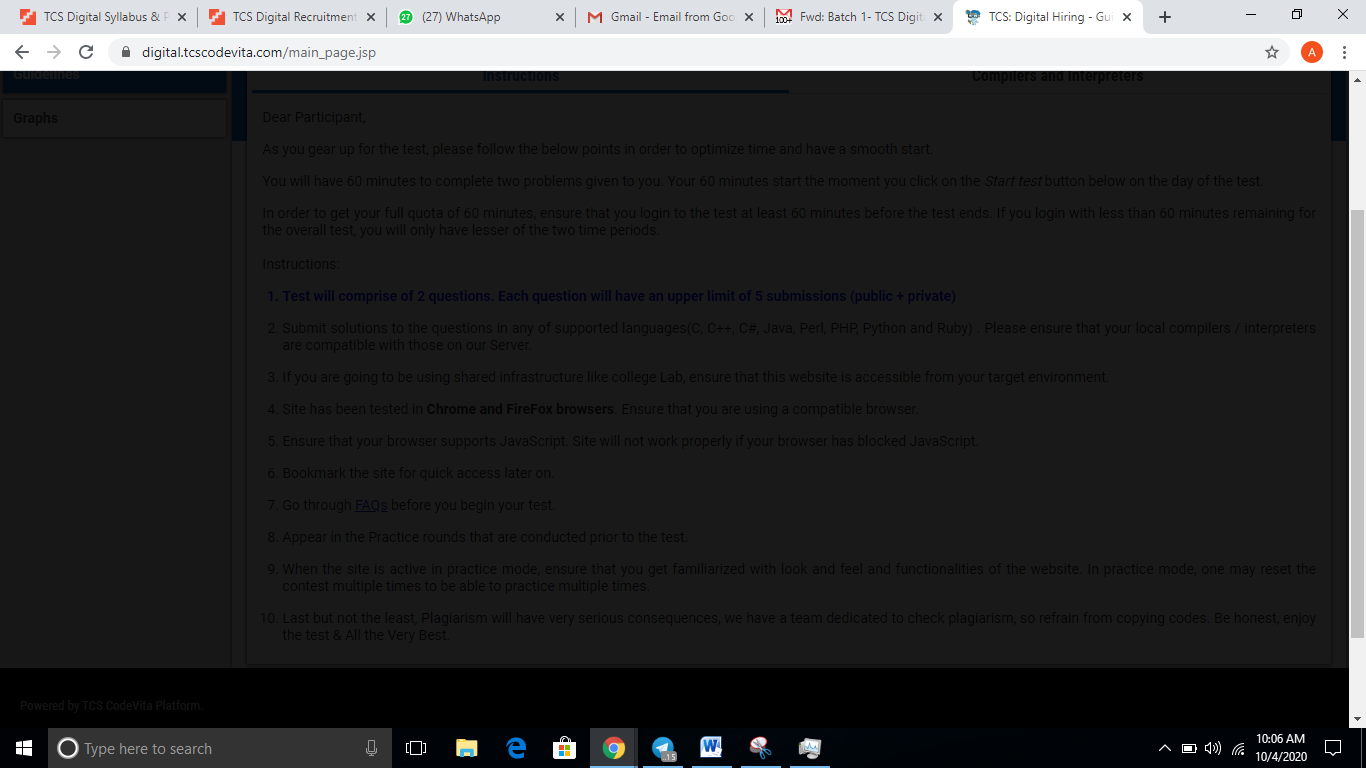 TCS Digital Syllabus & P
TCS Digital Recruitment
27
(27) WhatsApp
Gmail - Email from Goo
100+
Fwd: Batch 1- TCS Digit
TCS: Digital Hiring - Gui
digital.tcscodevita.com/main_page.jsp
A
Guidelines
Instructions
Compilers and Interpreters
Graphs
Dear Participant,
As you gear up for the test, please follow the below points in order to optimize time and have a smooth start.
You will have 60 minutes to complete two problems given to you. Your 60 minutes start the moment you click on the Start test button below on the day of the test.
In order to get your full quota of 60 minutes, ensure that you login to the test at least 60 minutes before the test ends. If you login with less than 60 minutes remaining for
the overall test, you will only have lesser of the two time periods.
Instructions:
1. Test will comprise of 2 questions. Each question will have an upper limit of 5 submissions (public + private)
2. Submit solutions to the questions in any of supported languages(C, C++, C#, Java, Perl, PHP, Python and Ruby) . Please ensure that your local compilers / interpreters
are compatible with those on our Server.
3. If you are going to be using shared infrastructure like college Lab, ensure that this website is accessible from your target environment.
4. Site has been tested in Chrome and FireFox browsers. Ensure that you are using a compatible browser.
5. Ensure that your browser supports JavaScript. Site will not work properly if your browser has blocked JavaScript.
6. Bookmark the site for quick access later on.
7. Go through FAQs before you begin your test.
8. Appear in the Practice rounds that are conducted prior to the test.
9. When the site is active in practice mode, ensure that you get familiarized with look and feel and functionalities of the website. In practice mode, one may reset the
contest multiple times to be able to practice multiple times.
10. Last but not the least, Plagiarism will have very serious consequences, we have a team dedicated to check plagiarism, so refrain from copying codes. Be honest, enjoy
the test & All the Very Best.
Powered by TCS CodeVita Platform.
Type here to search
15
10:06 AM
10/4/2020